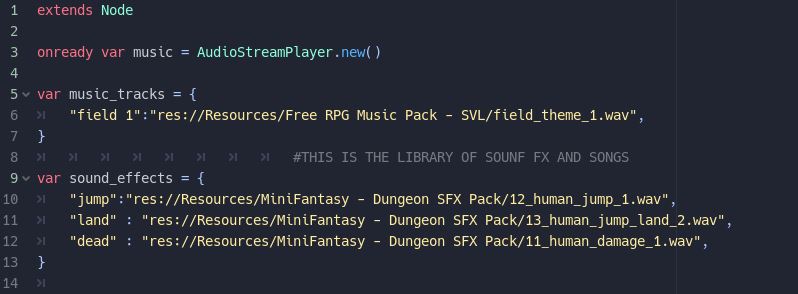 1 extends Node
2
3 onready var music = AudioStreamPlayer.new()
4
5 var music_tracks = {
6 "field 1":"res://Resources/Free RPG Music Pack - SVL/field_theme_1.wav",
7 }
8 #THIS IS THE LIBRARY OF SOUNF FX AND SONGS
9 var sound_effects = {
10 "jump":"res://Resources/MiniFantasy - Dungeon SFX Pack/12_human_jump_1.wav",
11 "land" : "res://Resources/MiniFantasy - Dungeon SFX Pack/13_human_jump_land_2.wav",
12 "dead" : "res://Resources/MiniFantasy - Dungeon SFX Pack/11_human_damage_1.wav",
13 }
14